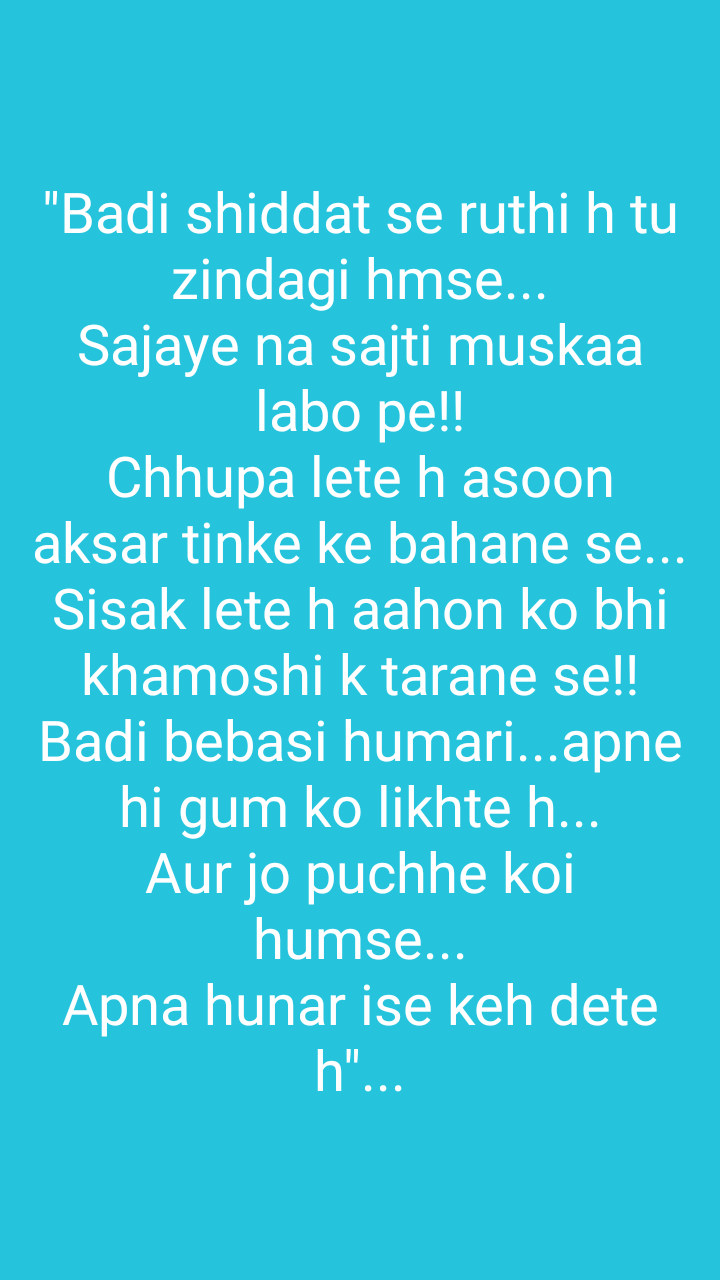 "Badi shiddat se ruthi h tu
zindagi hmse...
Sajaye na sajti muskaa
labo pe!!
Chhupa lete h asoon
aksar tinke ke bahane se...
Sisak lete h aahon ko bhi
khamoshi k tarane se!!
Badi bebasi humari...apne
hi gum ko likhte h...
Aur jo puchhe koi
humse...
Apna hunar ise keh dete
h"...